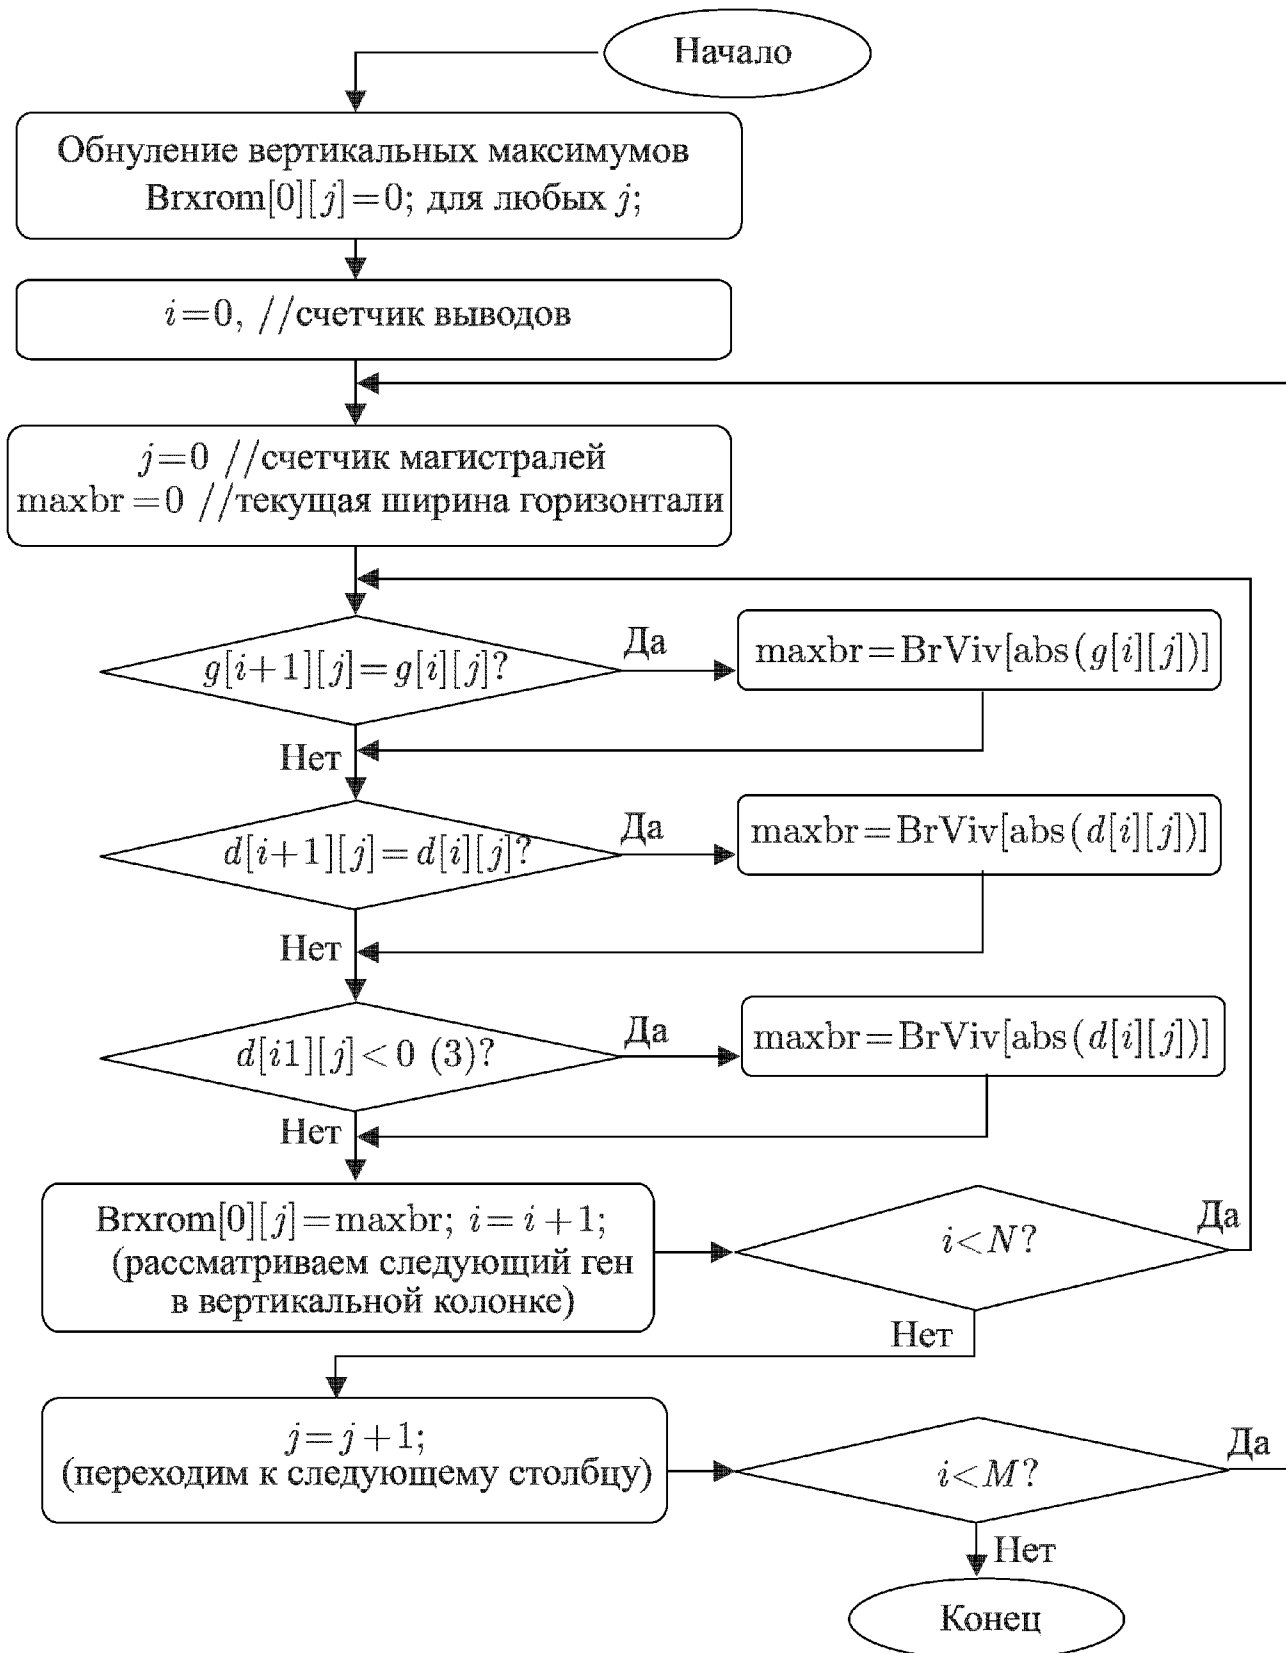 Начало
Обнуление вертикальных максимумов
Brxrom[0][j]=0; для любых j;
i=0, //счетчик выводов
j=0 //счетчик магистралей
maxbr=0 //текущая ширина горизонтали
g[i+1][j]=g[i][j]?
Да
maxbr=BrViv[abs(g[i][j])]
Нет
d[i+1][j]=d[i][j]?
Да
maxbr=BrViv[abs(d[i][j])]
Нет
d[i1][j]<0 (3)?
Да
maxbr=BrViv[abs(d[i][j])]
Нет
Brxrom[0][j]=maxbr; i=i+1;
(рассматриваем следующий ген
в вертикальной колонке)
i<N?
Да
Нет
j=j+1;
(переходим к следующему столбцу)
i<M?
Да
Нет
Конец